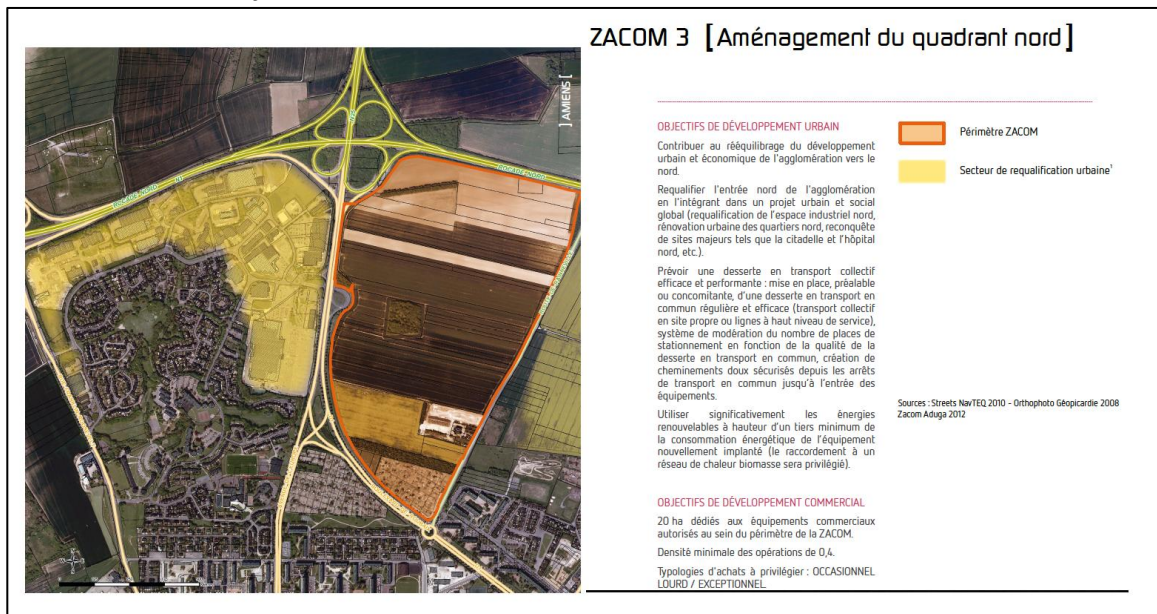 ZACOM 3 [Aménagement du quadrant nord]
] AMIENS [
N25
ROCADE NORD N1
ROCADE NORD
OBJECTIFS DE DÉVELOPPEMENT URBAIN
Contribuer au rééquilibrage du développement
urbain et économique de l'agglomération vers le
nord.
Requalifier l'entrée nord de l'agglomération
en l'intégrant dans un projet urbain et social
global (requalification de l'espace industriel nord,
rénovation urbaine des quartiers nord, reconquête
de sites majeurs tels que la citadelle et l'hôpital
nord, etc.).
Prévoir une desserte en transport collectif
efficace et performante : mise en place, préalable
ou concomitante, d'une desserte en transport en
commun régulière et efficace (transport collectif
en site propre ou lignes à haut niveau de service),
système de modération du nombre de places de
stationnement en fonction de la qualité de la
desserte en transport en commun, création de
cheminements doux sécurisés depuis les arrêts
de transport en commun jusqu'à l'entrée des
équipements.
Utiliser significativement les énergies
renouvelables à hauteur d'un tiers minimum de
la consommation énergétique de l'équipement
nouvellement implanté (le raccordement à un
réseau de chaleur biomasse sera privilégié).
OBJECTIFS DE DÉVELOPPEMENT COMMERCIAL
20 ha dédiés aux équipements commerciaux
autorisés au sein du périmètre de la ZACOM.
Densité minimale des opérations de 0,4.
Typologies d'achats à privilégier : OCCASIONNEL
LOURD / EXCEPTIONNEL.
Périmètre ZACOM
Secteur de requalification urbaine¹
Sources : Streets NavTEQ 2010 - Orthophoto Géopicardie 2008
Zacom Aduga 2012